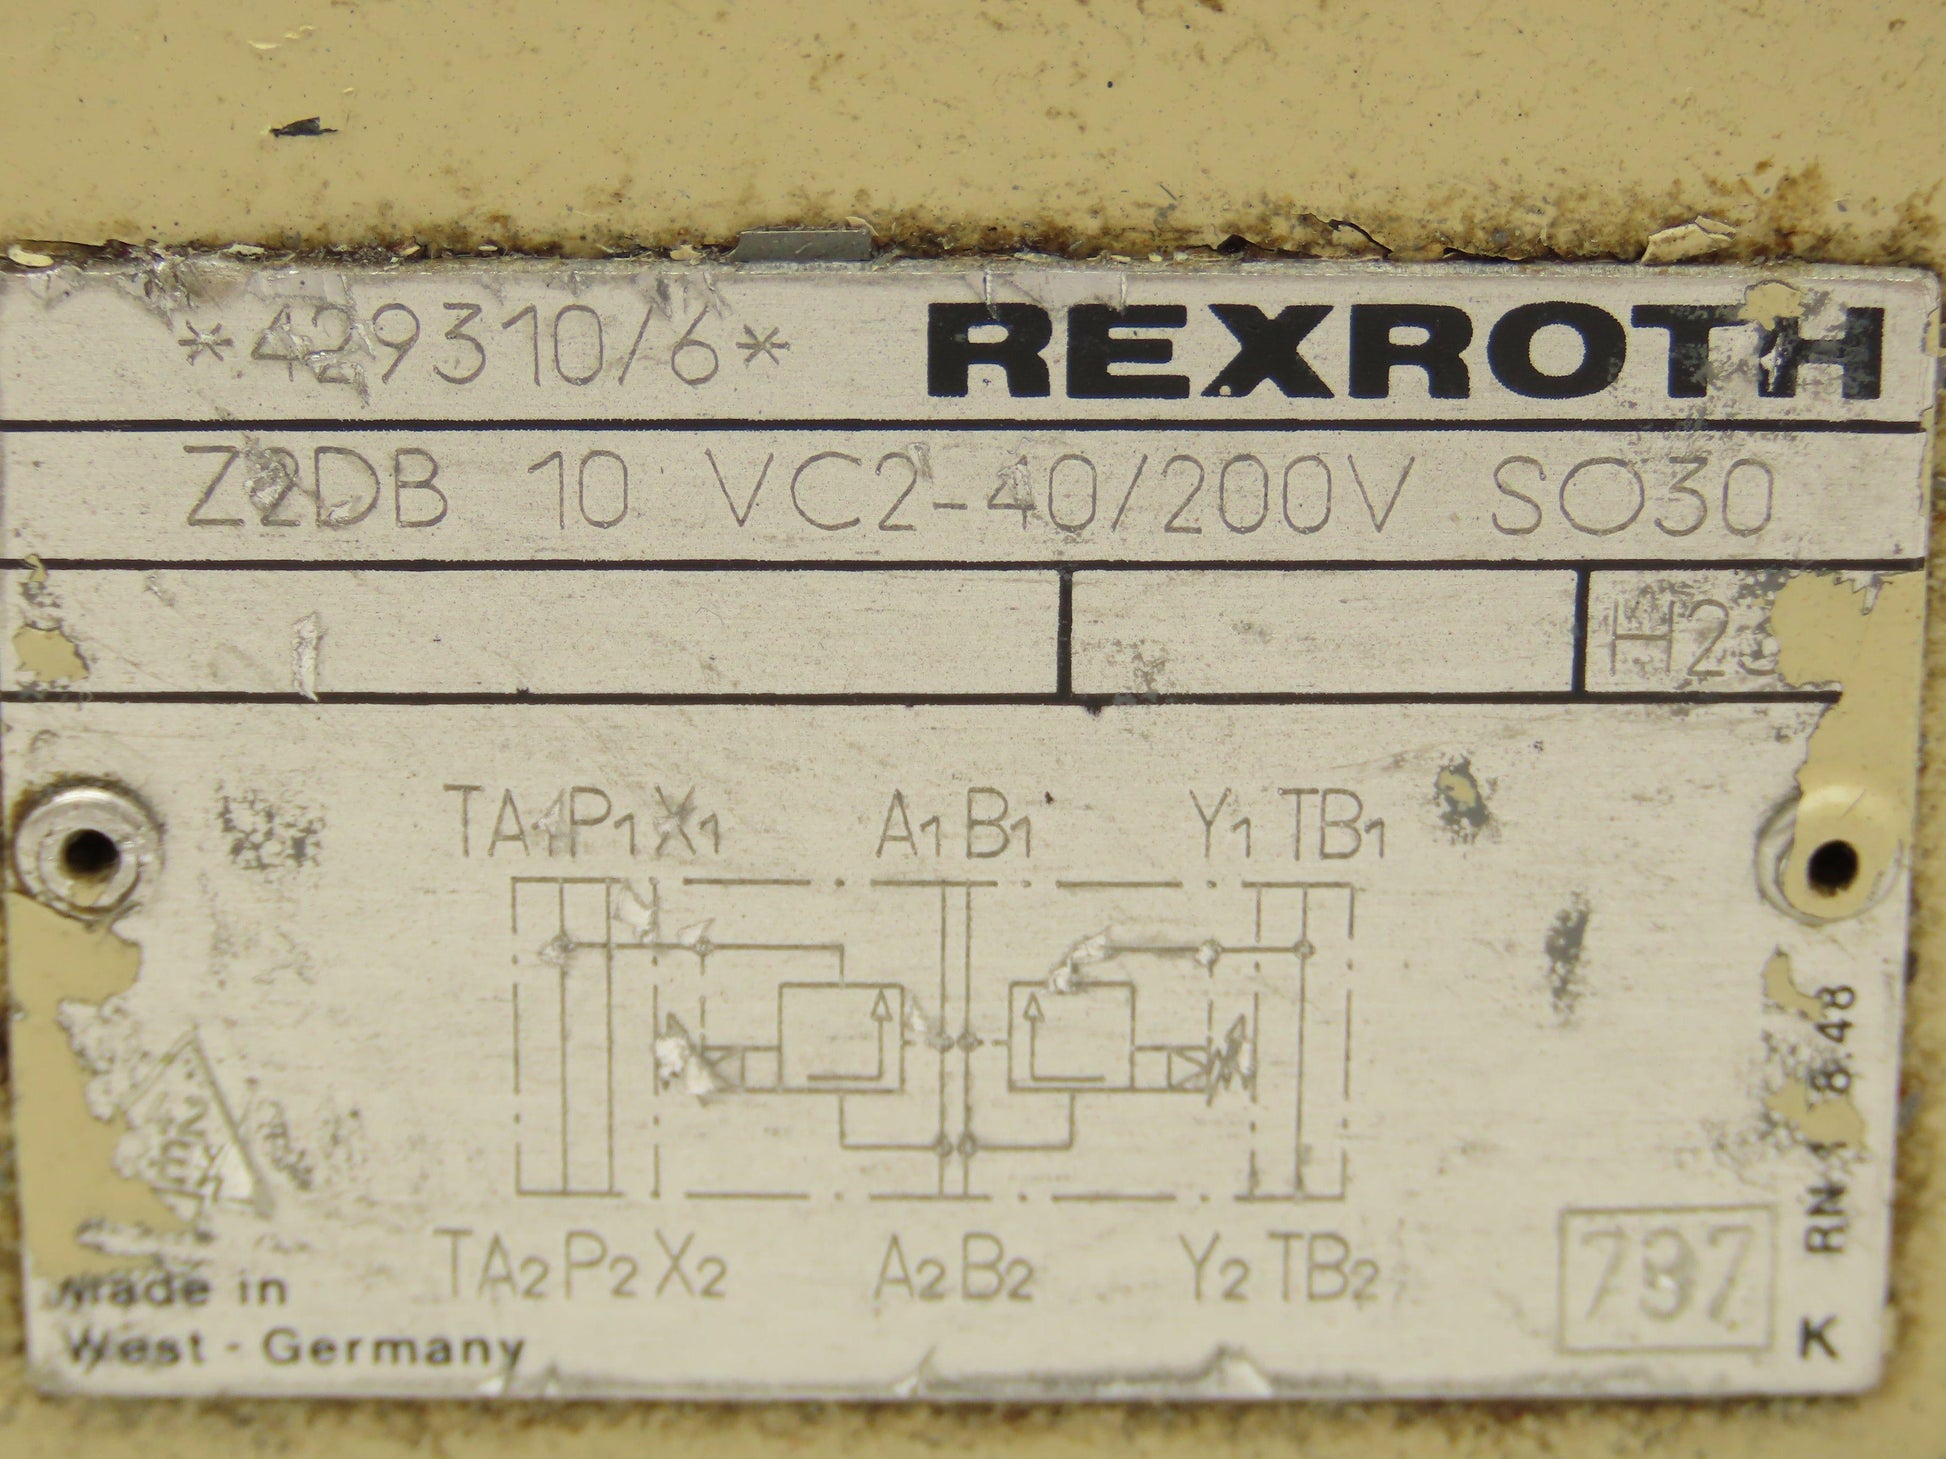 *429310/6* REXROTH
Z2DB 10 VC2-40/200V SO30
TA1 P1 X1 A1 B1 Y1 TB1
TA2 P2 X2 A2 B2 Y2 TB2
Made in
West - Germany
737
K